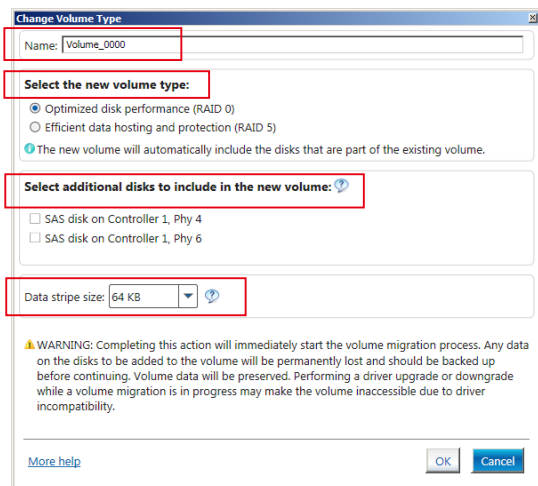 Change Volume Type
Name: Volume_0000
Select the new volume type:
Optimized disk performance (RAID 0)
Efficient data hosting and protection (RAID 5)
The new volume will automatically include the disks that are part of the existing volume.
Select additional disks to include in the new volume:
SAS disk on Controller 1, Phy 4
SAS disk on Controller 1, Phy 6
Data stripe size: 64 KB
WARNING: Completing this action will immediately start the volume migration process. Any data
on the disks to be added to the volume will be permanently lost and should be backed up
before continuing. Volume data will be preserved. Performing a driver upgrade or downgrade
while a volume migration is in progress may make the volume inaccessible due to driver
incompatibility.
More help
OK
Cancel